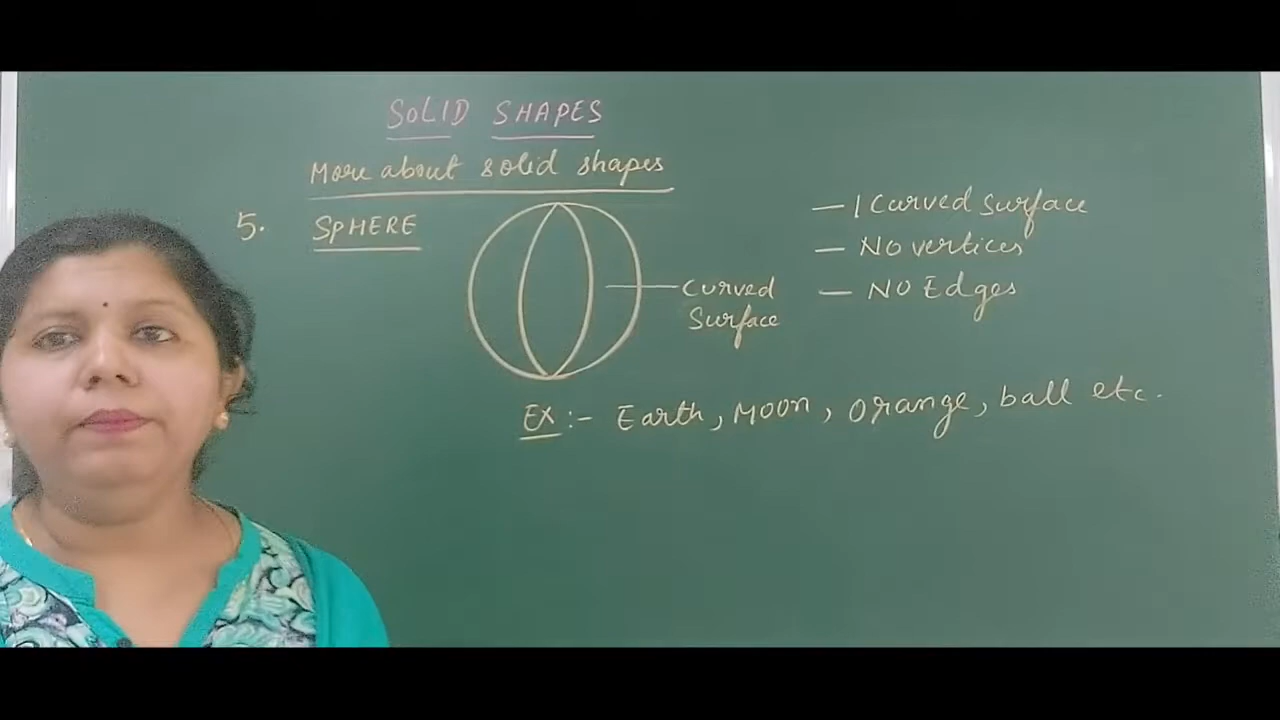 SOLID SHAPES
More about solid shapes
5. SPHERE
Curved
Surface
— 1 Curved Surface
— No vertices
— No Edges
Ex :- Earth, Moon, Orange, ball etc.